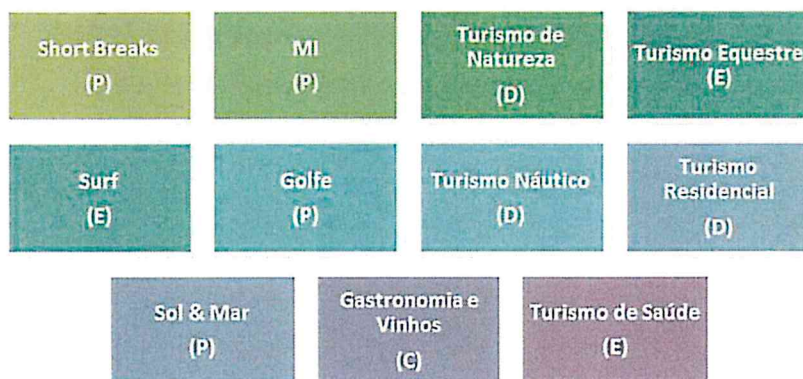 Short Breaks
(P)
MI
(P)
Turismo de
Natureza
(D)
Turismo Equestre
(E)
Surf
(E)
Golfe
(P)
Turismo Náutico
(D)
Turismo
Residencial
(D)
Sol & Mar
(P)
Gastronomia e
Vinhos
(C)
Turismo de Saúde
(E)